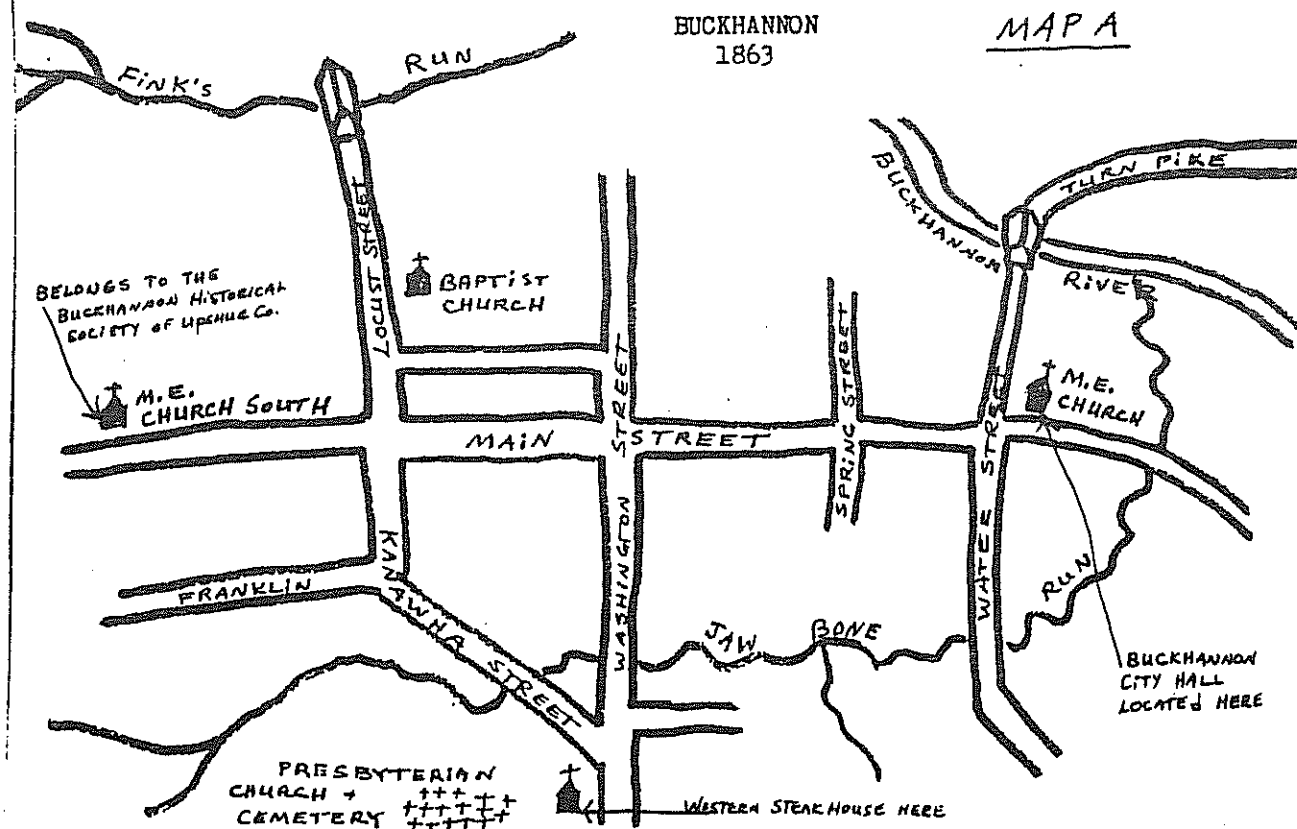 BUCKHANNON
1863
MAP A
FINK'S
RUN
BUCKHANNON
RIVER
TURN PIKE
LOCUST STREET
BAPTIST
CHURCH
BELONGS TO THE
BUCKHANNON HISTORICAL
SOCIETY OF UPSHUR CO.
M.E.
CHURCH SOUTH
MAIN STREET
WASHINGTON STREET
SPRING STREET
WATER STREET
M.E.
CHURCH
FRANKLIN
KANAWHA STREET
JAW BONE RUN
BUCKHANNON
CITY HALL
LOCATED HERE
PRESBYTERIAN
CHURCH +
CEMETERY
WESTERN STEAKHOUSE HERE